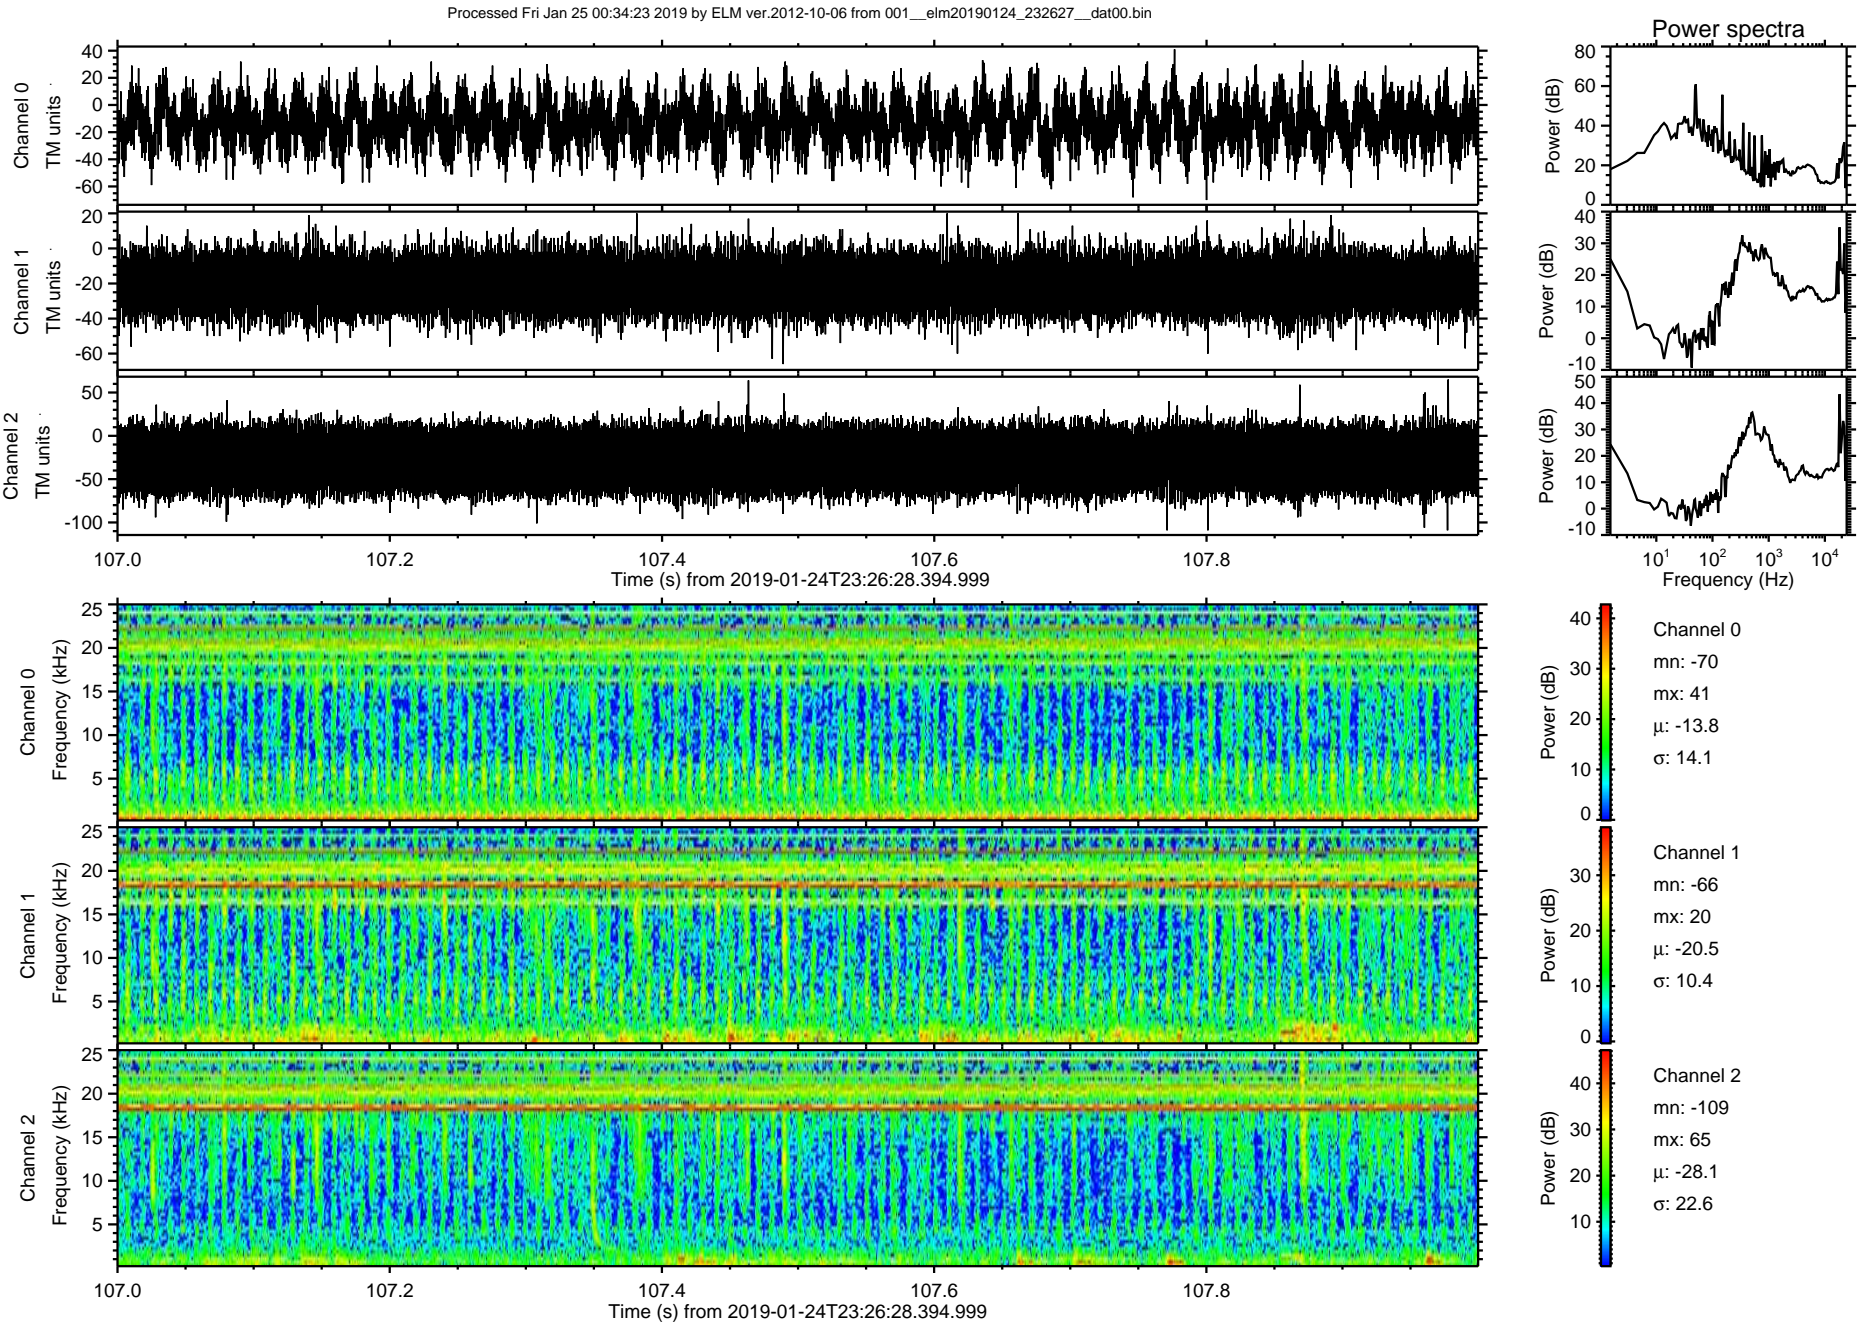 Processed Fri Jan 25 00:34:23 2019 by ELM ver.2012-10-06 from 001__elm20190124_232627__dat00.bin
Power spectra
Channel 0
TM units
40
20
0
-20
-40
-60
Power (dB)
80
60
40
20
0
Channel 1
TM units
20
0
-20
-40
-60
Power (dB)
40
30
20
10
0
-10
Channel 2
TM units
50
0
-50
-100
Power (dB)
50
40
30
20
10
0
-10
107.0 107.2 107.4 107.6 107.8
Time (s) from 2019-01-24T23:26:28.394.999
10¹ 10² 10³ 10⁴
Frequency (Hz)
Channel 0
Frequency (kHz)
25
20
15
10
5
Power (dB)
40
30
20
10
0
Channel 0
mn: -70
mx: 41
μ: -13.8
σ: 14.1
Channel 1
Frequency (kHz)
25
20
15
10
5
Power (dB)
30
20
10
0
Channel 1
mn: -66
mx: 20
μ: -20.5
σ: 10.4
Channel 2
Frequency (kHz)
25
20
15
10
5
Power (dB)
40
30
20
10
Channel 2
mn: -109
mx: 65
μ: -28.1
σ: 22.6
107.0 107.2 107.4 107.6 107.8
Time (s) from 2019-01-24T23:26:28.394.999